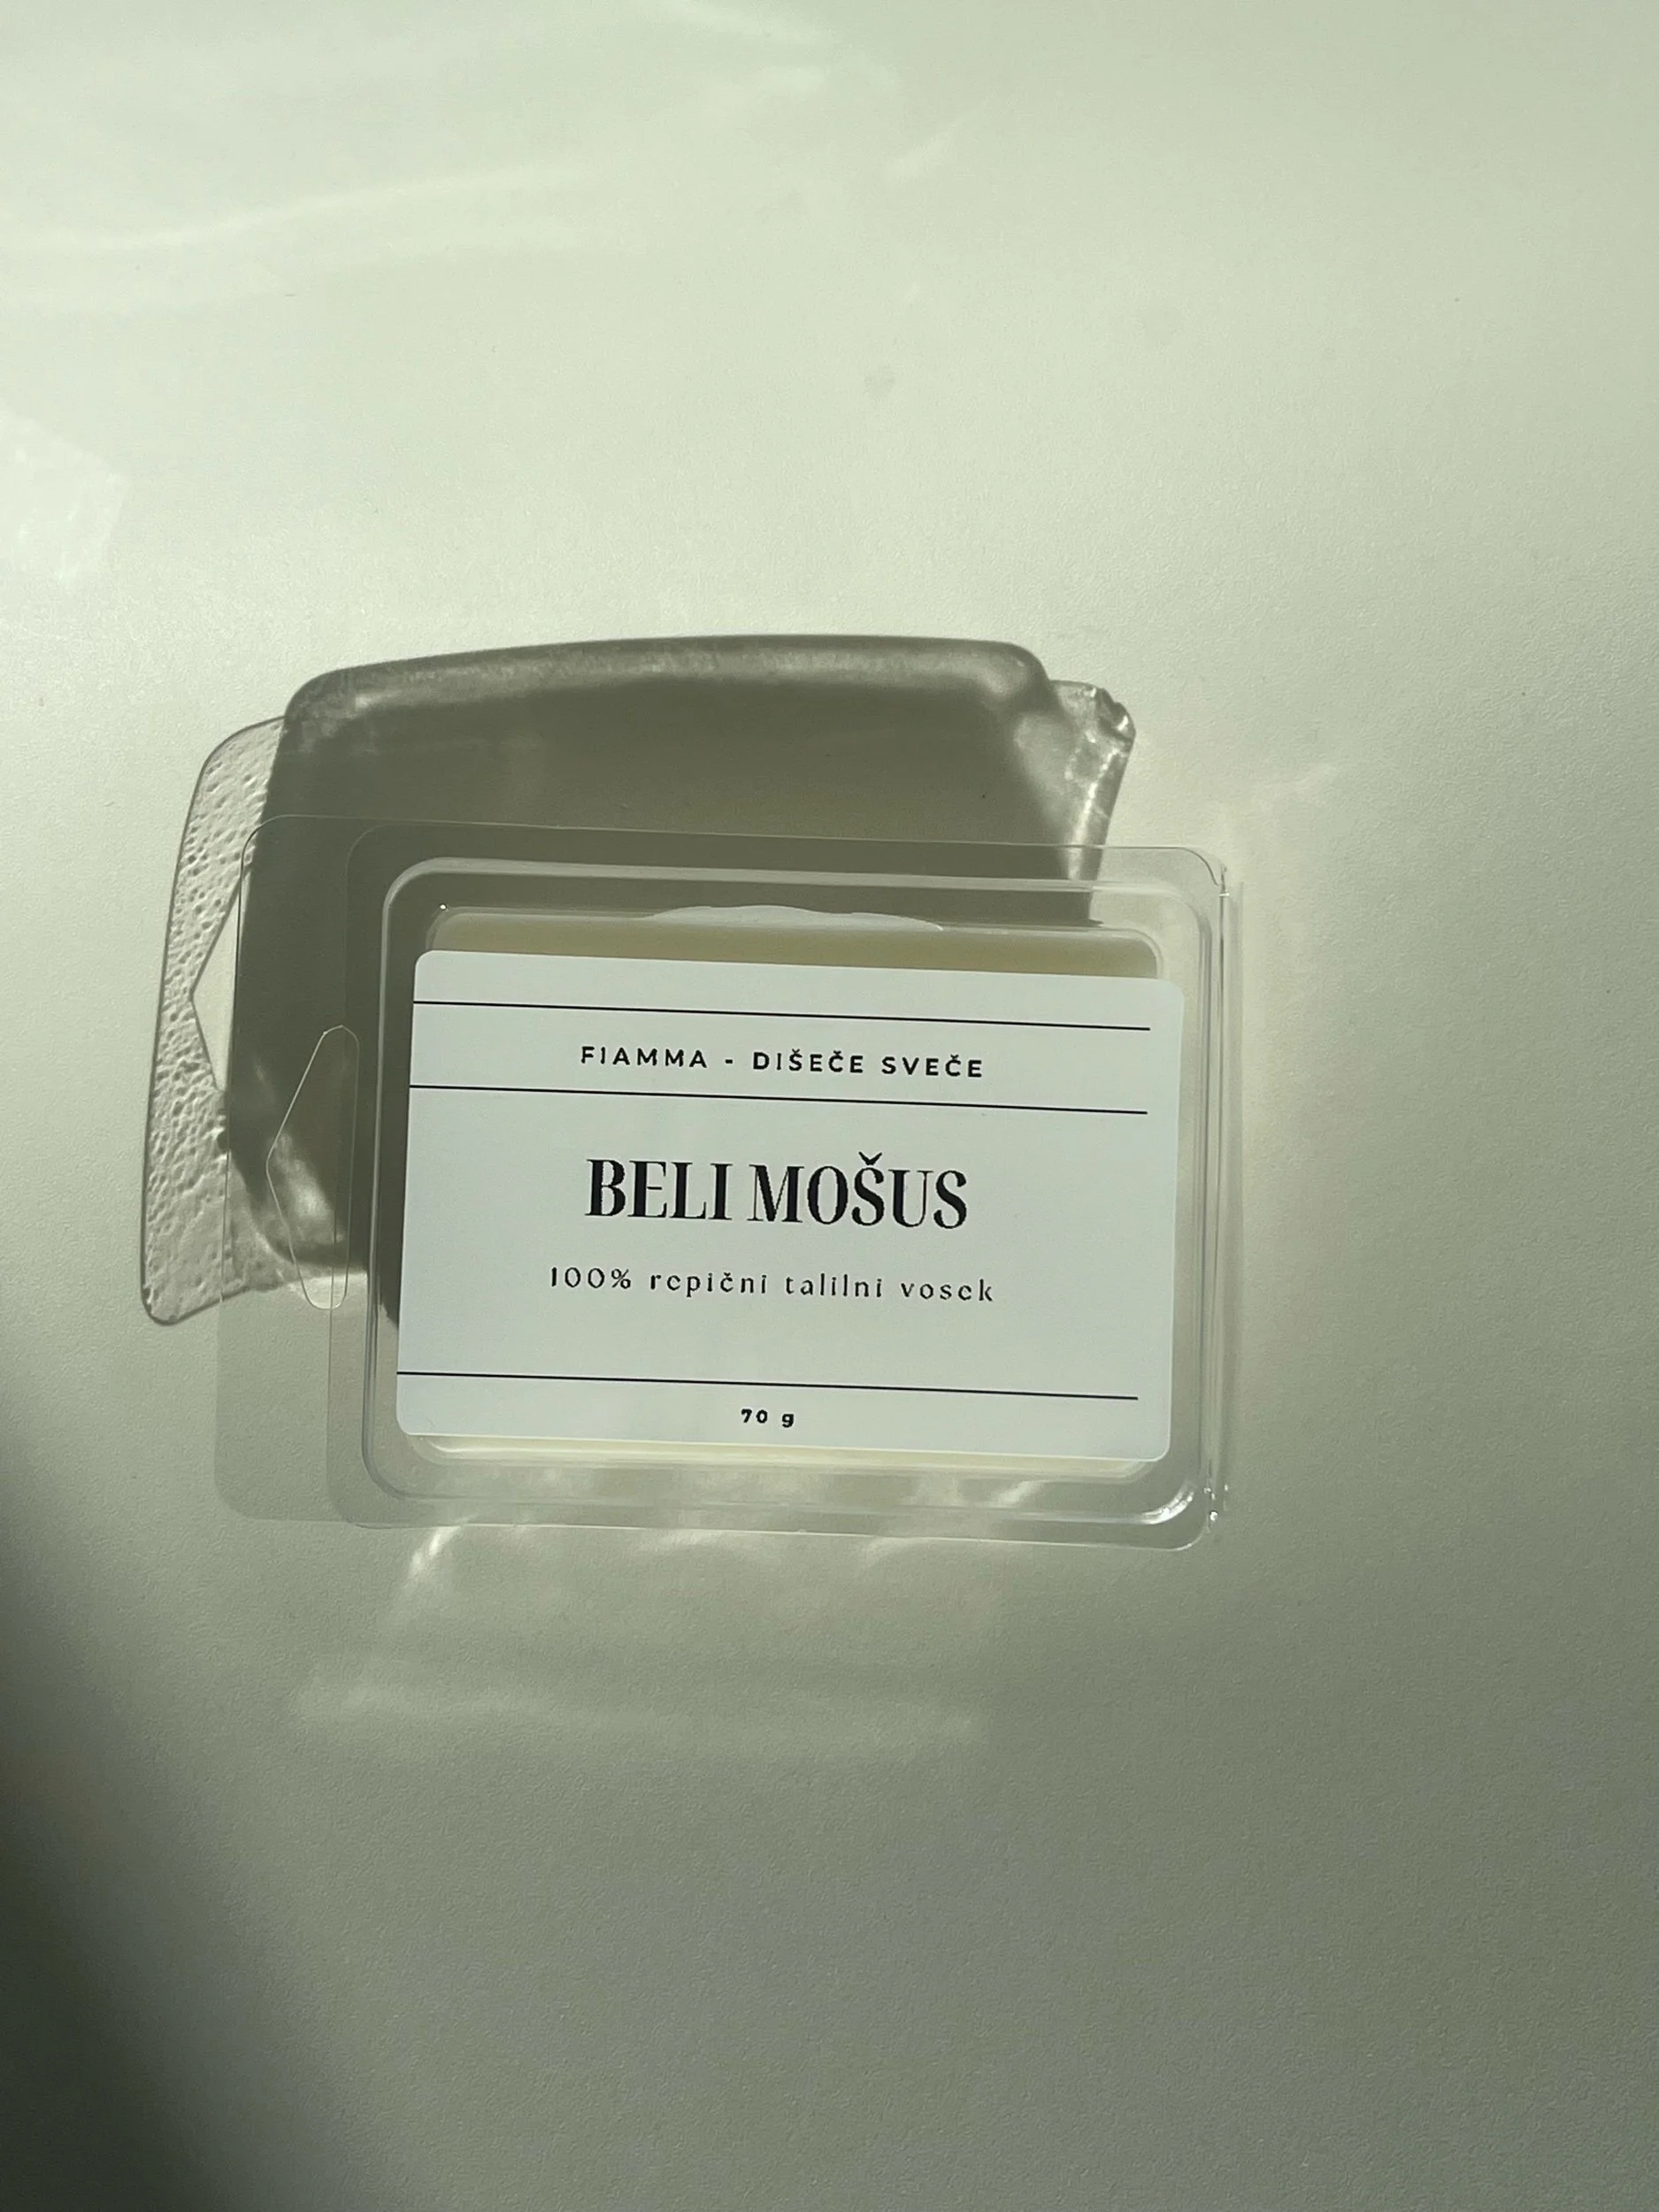 FIAMMA - DIŠEČE SVEČE
BELI MOŠUS
100% repični talilni vosek
70 g